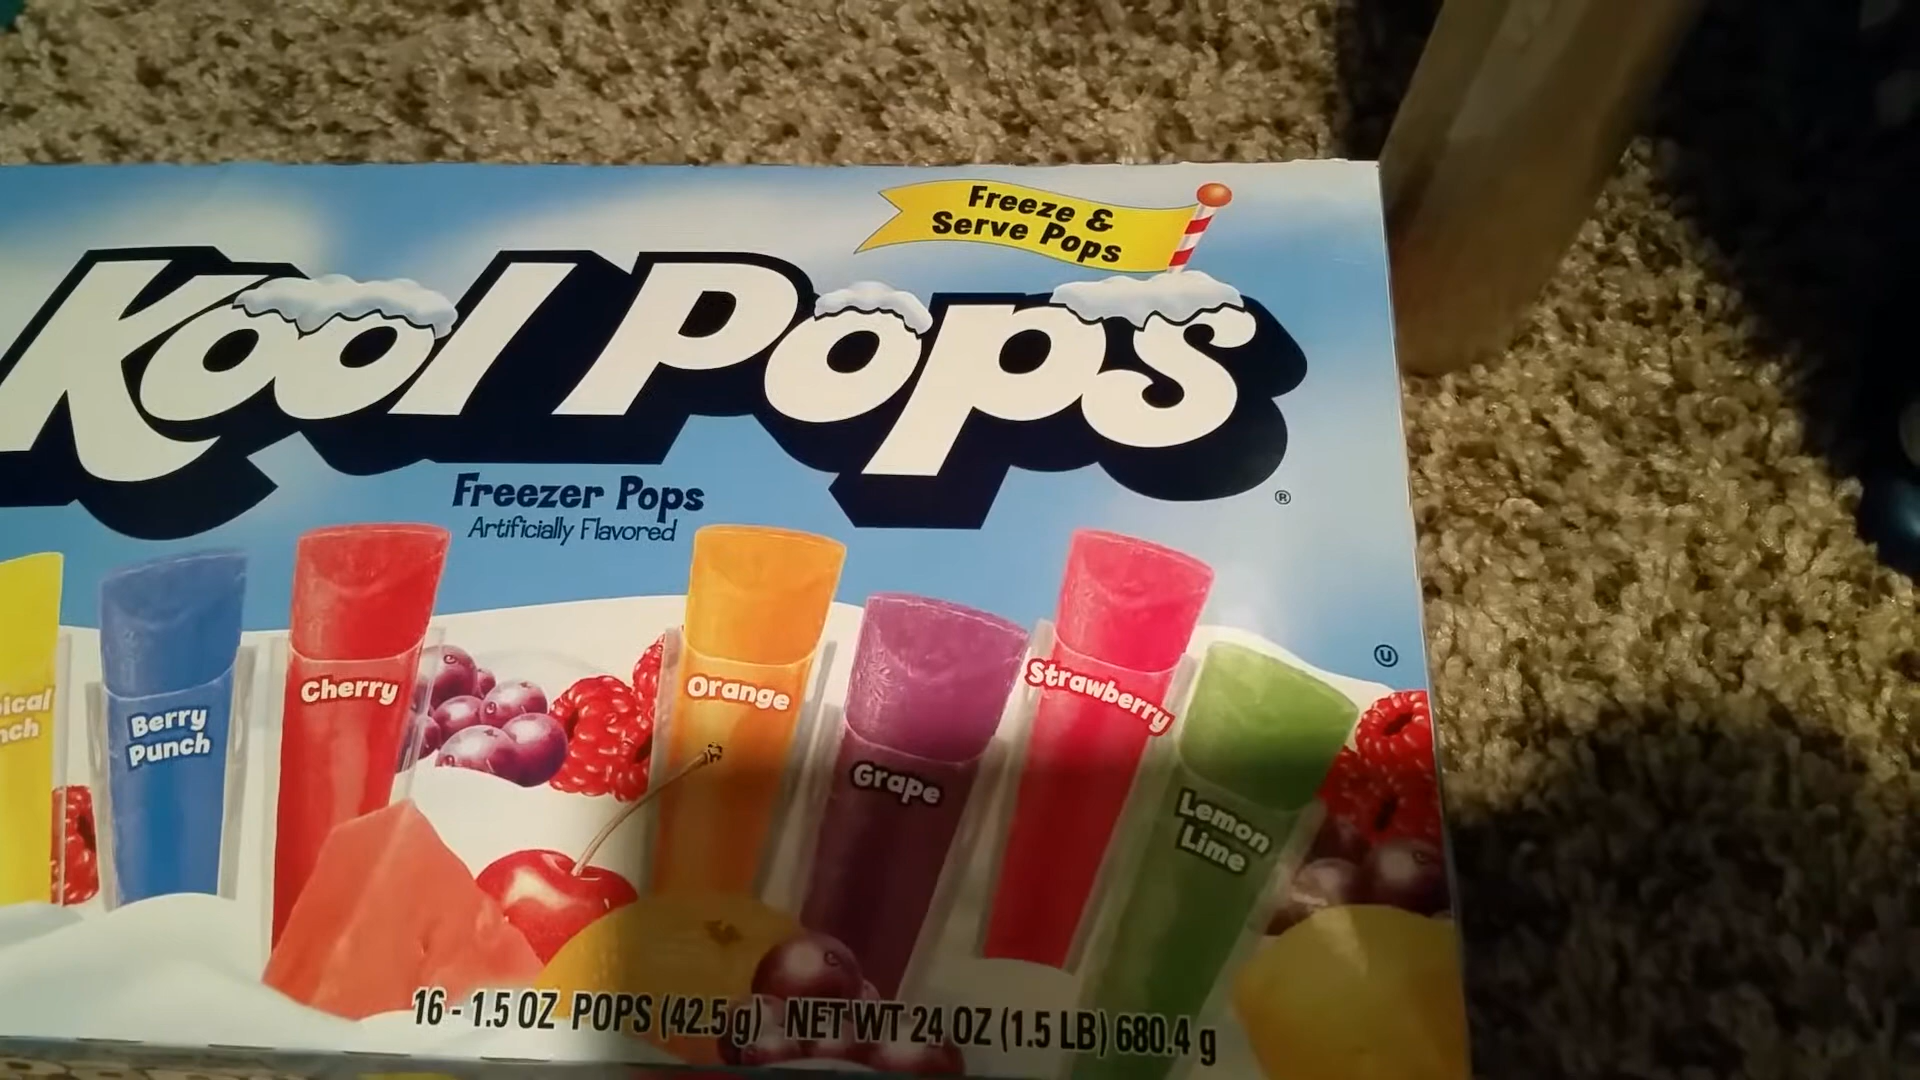 Freeze &
Serve Pops
Kool Pops
®
Freezer Pops
Artificially Flavored
U
Berry
Punch
Cherry
Orange
Grape
Strawberry
Lemon
Lime
16 - 1.5 OZ POPS (42.5 g) NET WT 24 OZ (1.5 LB) 680.4 g